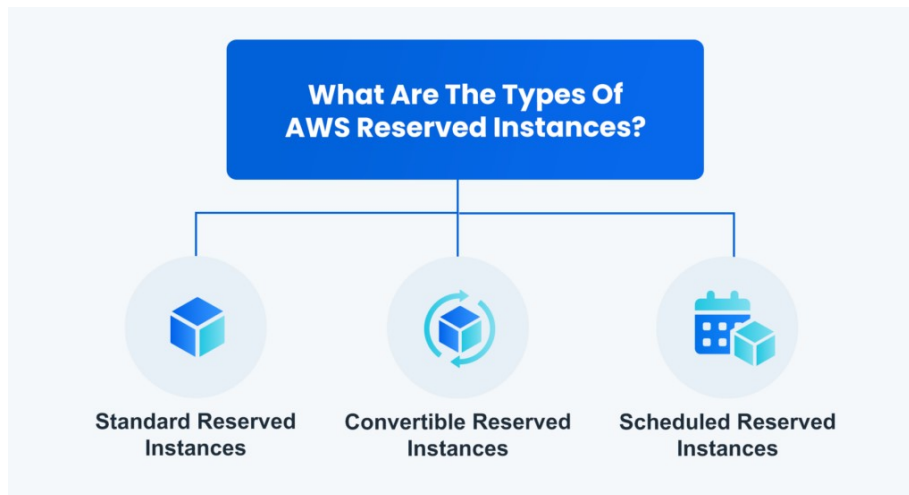 What Are The Types Of
AWS Reserved Instances?
Standard Reserved
Instances
Convertible Reserved
Instances
Scheduled Reserved
Instances